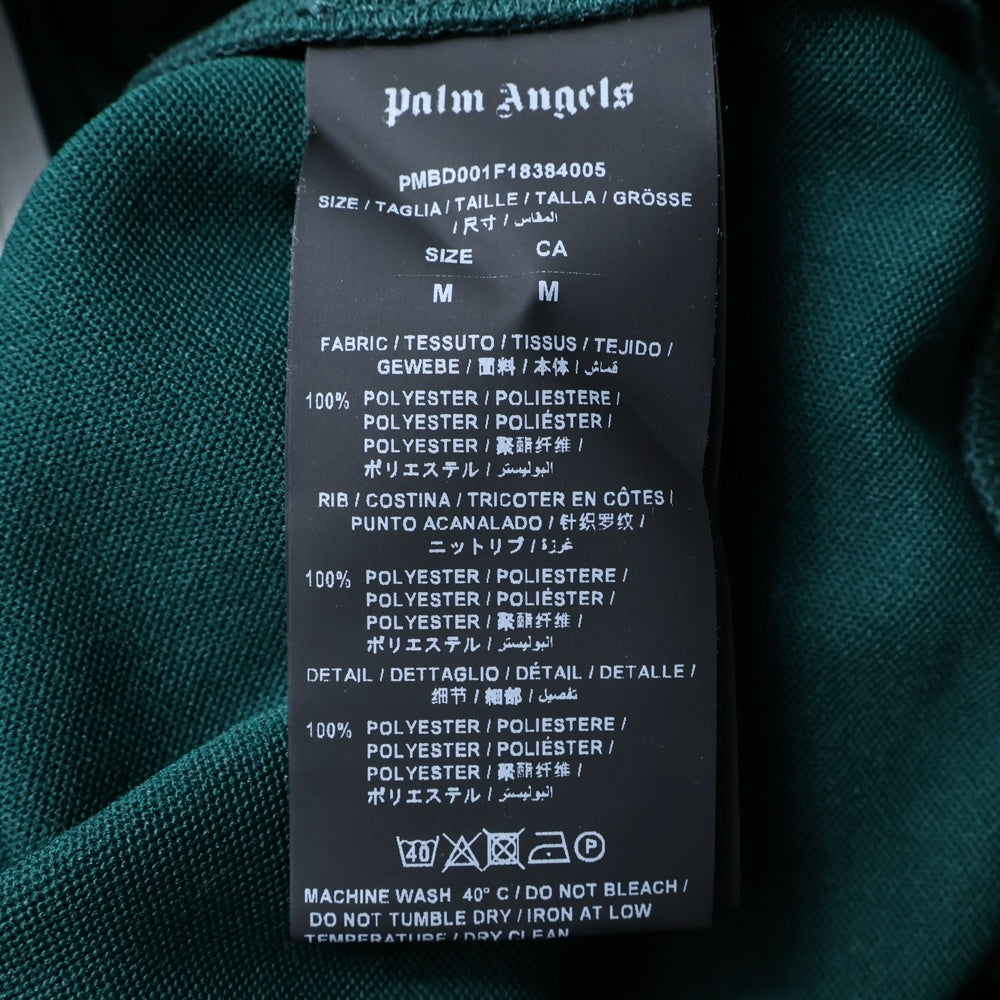 Palm Angels
PMBD001F18384005
SIZE / TAGLIA / TAILLE / TALLA / GRÖSSE
/ 尺寸 / المقاس
SIZE CA
M M
FABRIC / TESSUTO / TISSUS / TEJIDO /
GEWEBE / 面料 / 本体 / قماش
100% POLYESTER / POLIESTERE /
POLYESTER / POLIÉSTER /
POLYESTER / 聚酯纤维 /
ポリエステル / البوليستر
RIB / COSTINA / TRICOTER EN CÔTES /
PUNTO ACANALADO / 针织罗纹 /
ニットリブ / غرزة
100% POLYESTER / POLIESTERE /
POLYESTER / POLIÉSTER /
POLYESTER / 聚酯纤维 /
ポリエステル / البوليستر
DETAIL / DETTAGLIO / DÉTAIL / DETALLE /
细节 / 細部 / تفصيل
100% POLYESTER / POLIESTERE /
POLYESTER / POLIÉSTER /
POLYESTER / 聚酯纤维 /
ポリエステル / البوليستر
40 P
MACHINE WASH 40° C / DO NOT BLEACH /
DO NOT TUMBLE DRY / IRON AT LOW
TEMPERATURE / DRY CLEAN